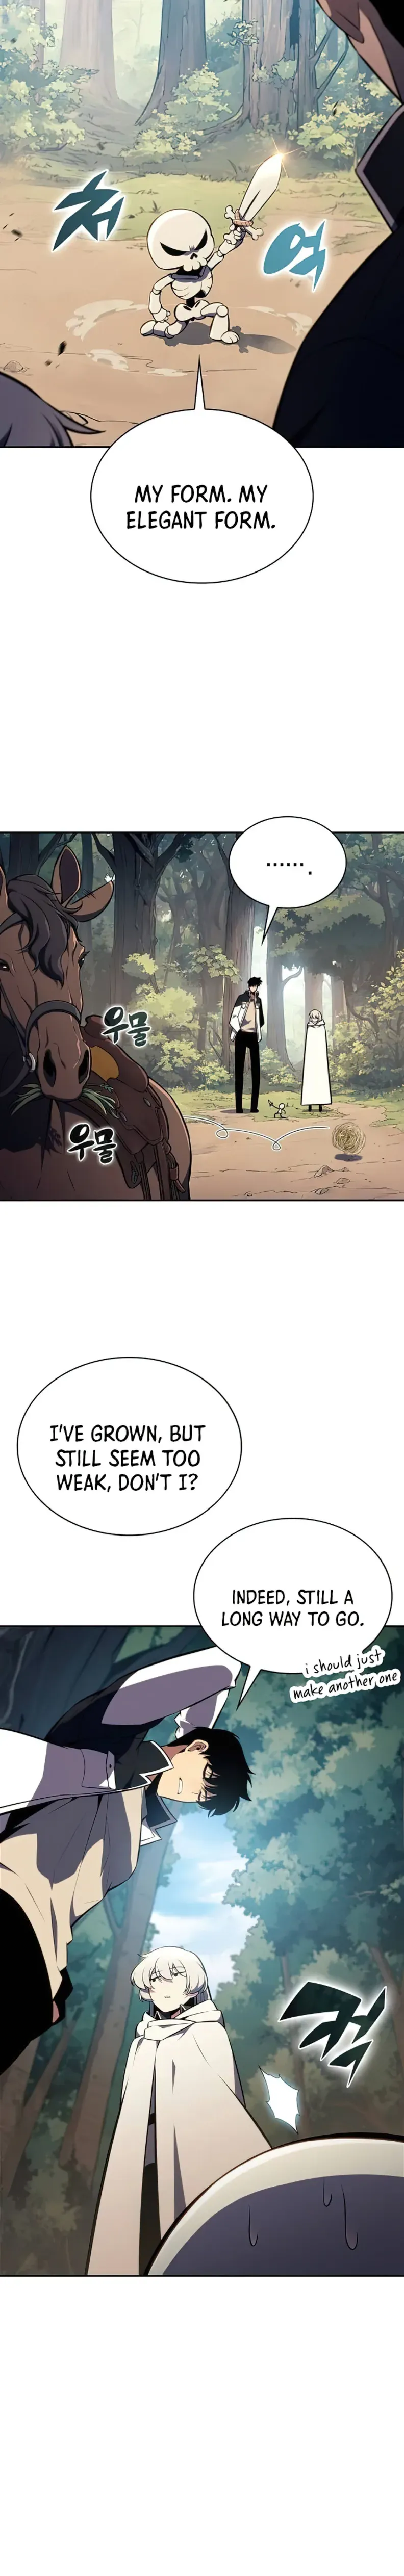 처
억
MY FORM. MY
ELEGANT FORM.
.......
우물
우물
I'VE GROWN, BUT
STILL SEEM TOO
WEAK, DON'T I?
INDEED, STILL A
LONG WAY TO GO.
i should just
make another one